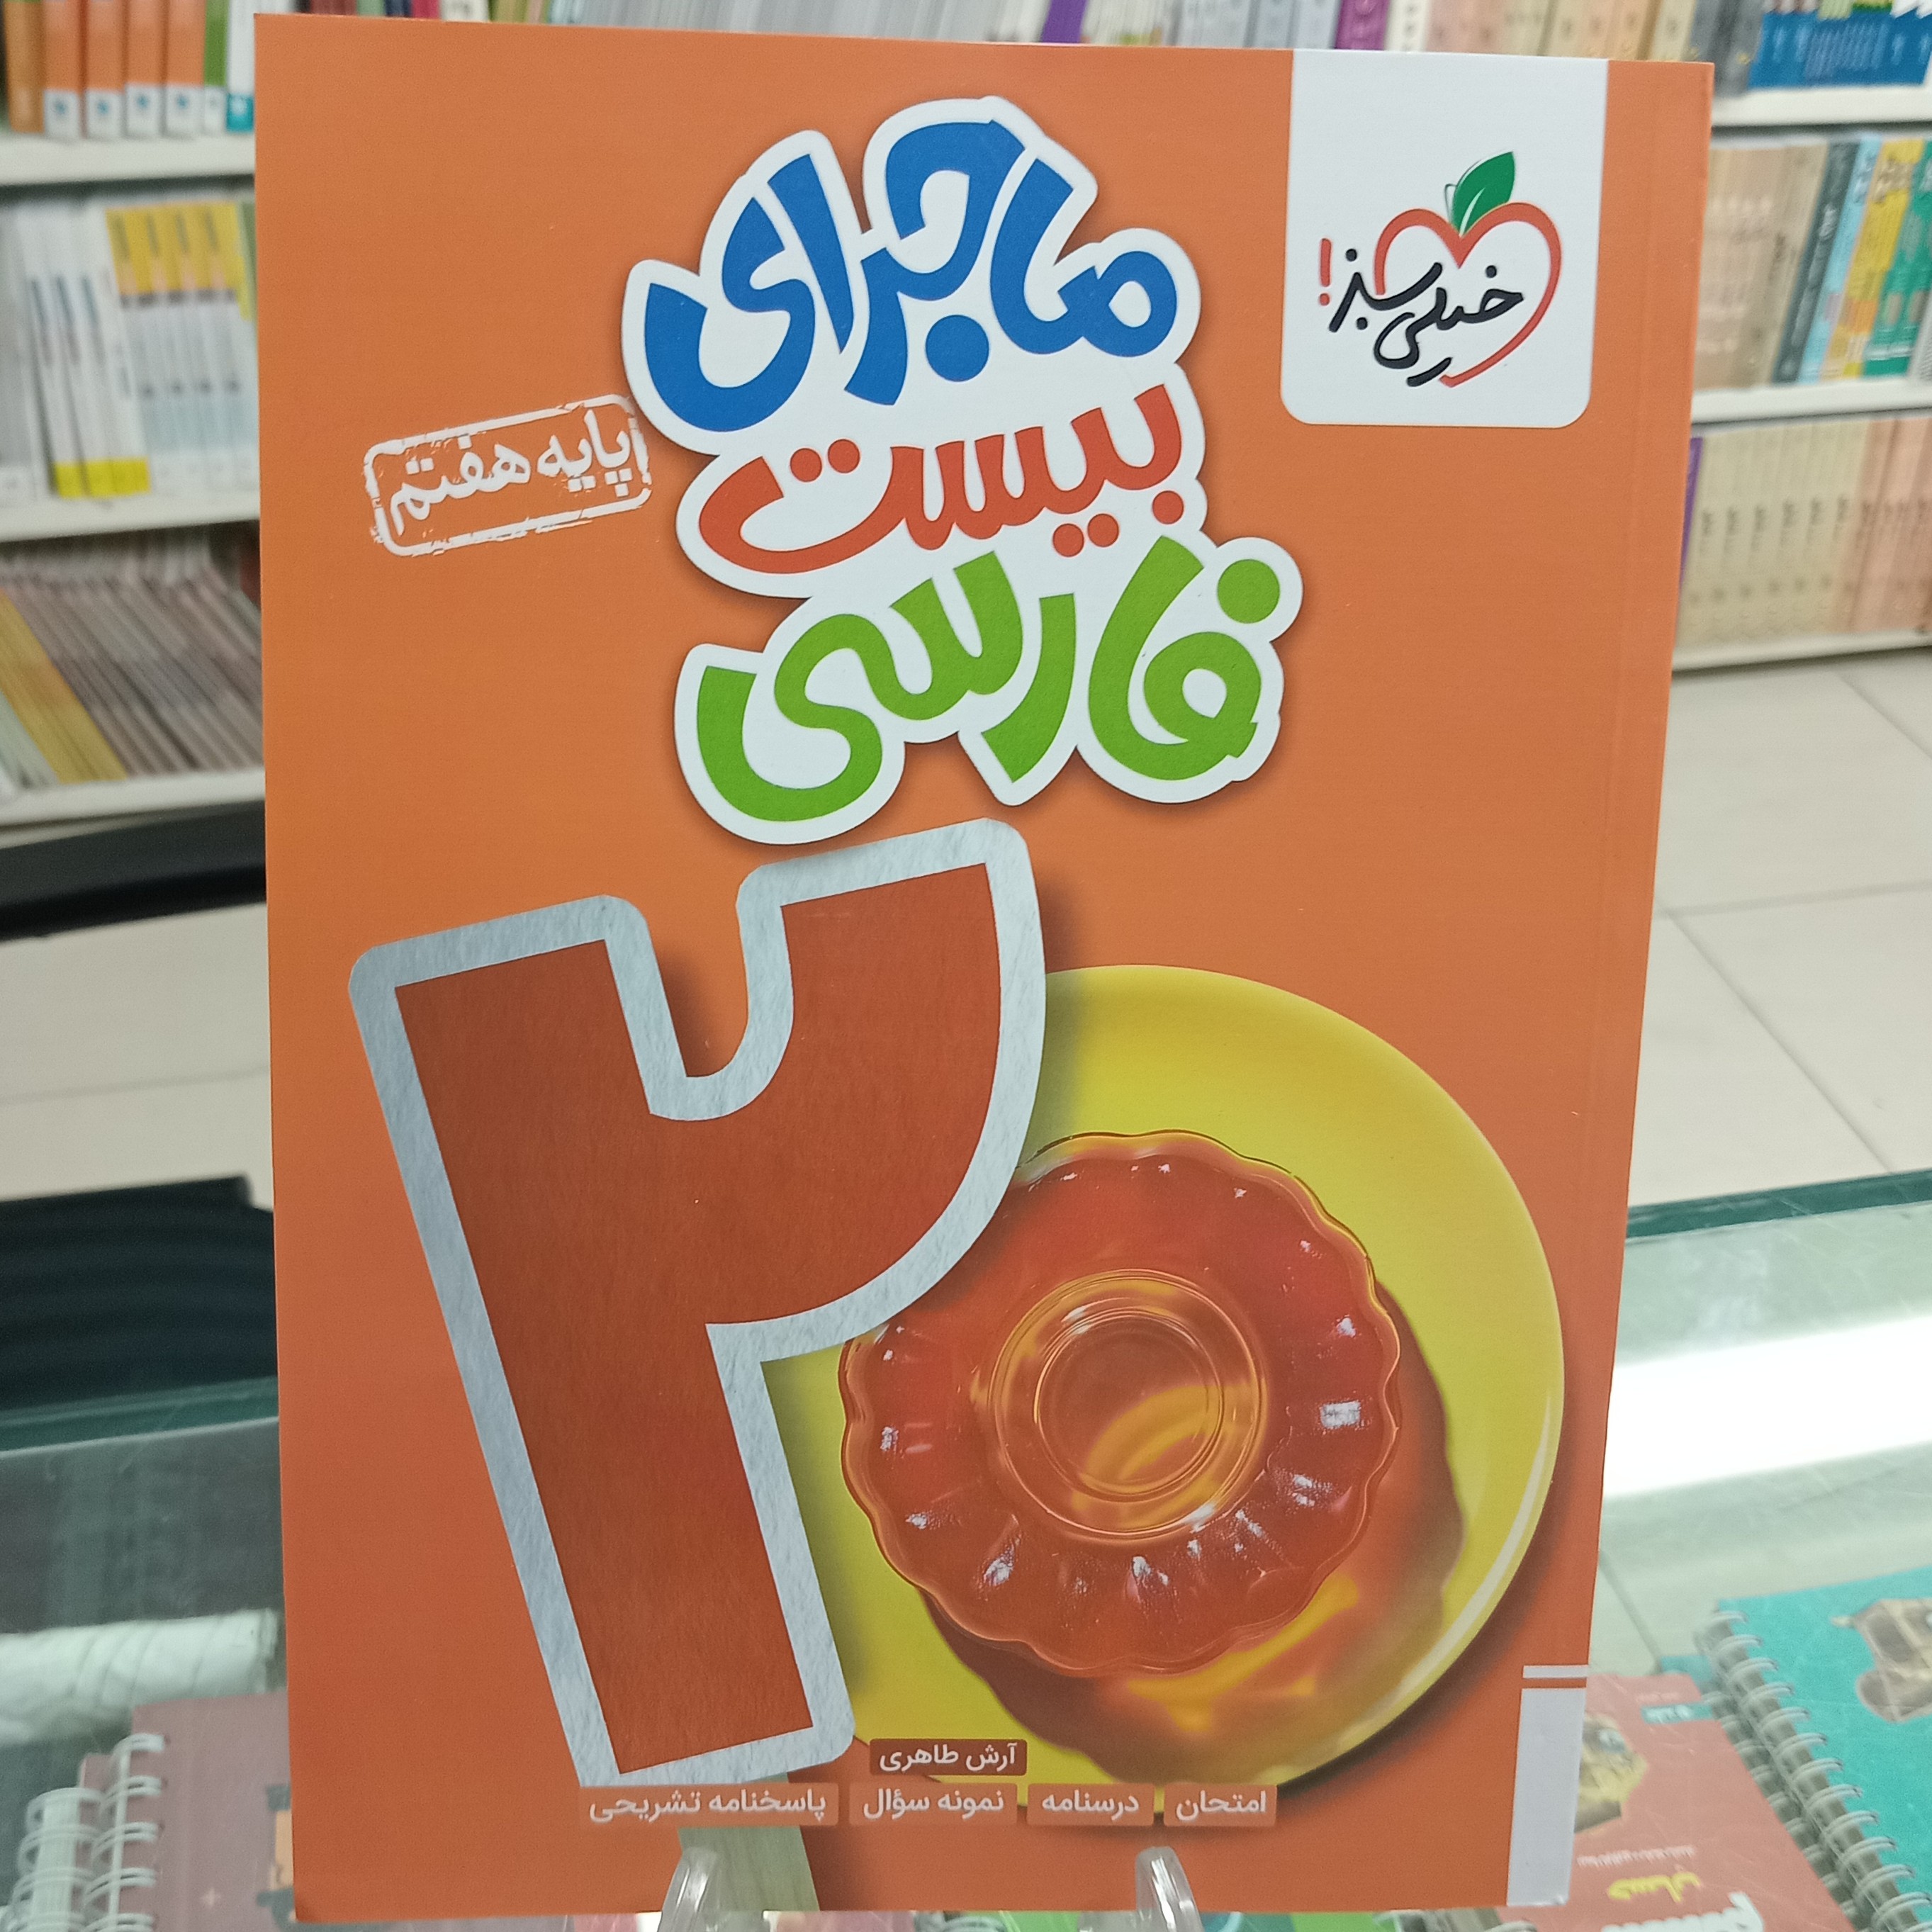 خیلی سبز!
ماجرای
بیست
فارسی
پایه هفتم
۲۰
آرش طاهری
امتحان درسنامه نمونه سؤال پاسخنامه تشریحی